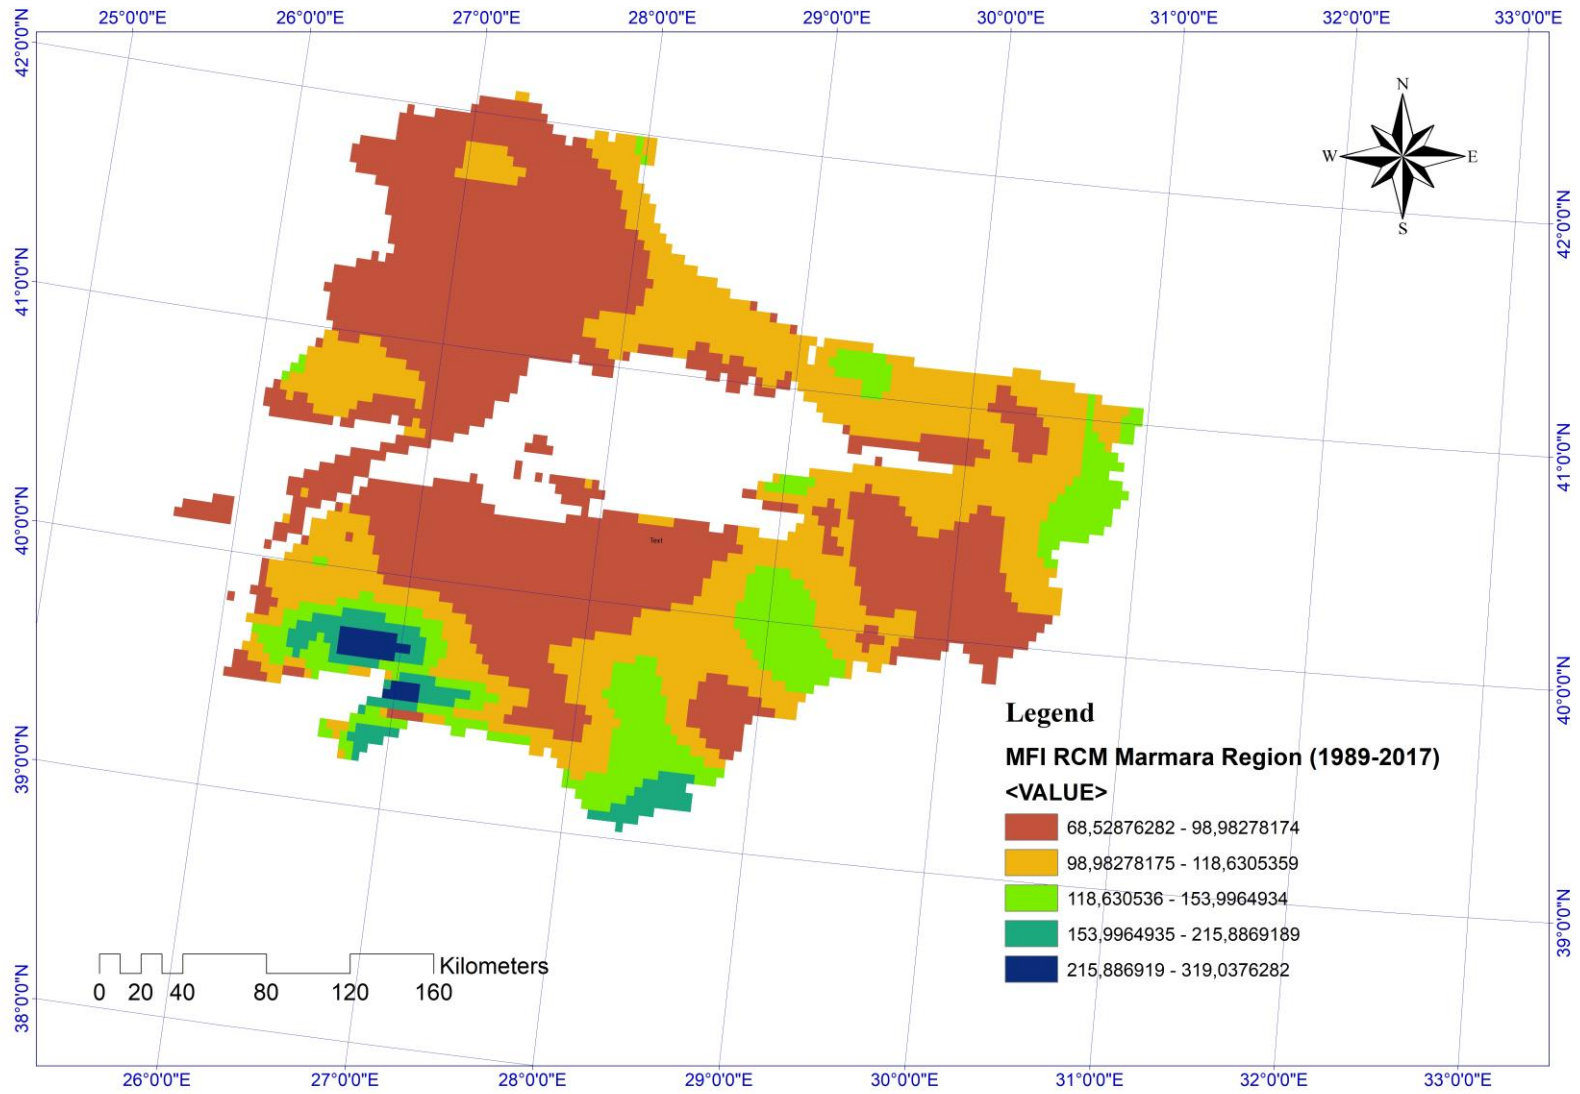 25°0'0"E 26°0'0"E 27°0'0"E 28°0'0"E 29°0'0"E 30°0'0"E 31°0'0"E 32°0'0"E 33°0'0"E
42°0'0"N
41°0'0"N
40°0'0"N
39°0'0"N
38°0'0"N
N
W E
S
42°0'0"N
41°0'0"N
40°0'0"N
39°0'0"N
Text
Legend
MFI RCM Marmara Region (1989-2017)
<VALUE>
68,52876282 - 98,98278174
98,98278175 - 118,6305359
118,630536 - 153,9964934
153,9964935 - 215,8869189
215,886919 - 319,0376282
Kilometers
0 20 40 80 120 160
26°0'0"E 27°0'0"E 28°0'0"E 29°0'0"E 30°0'0"E 31°0'0"E 32°0'0"E 33°0'0"E